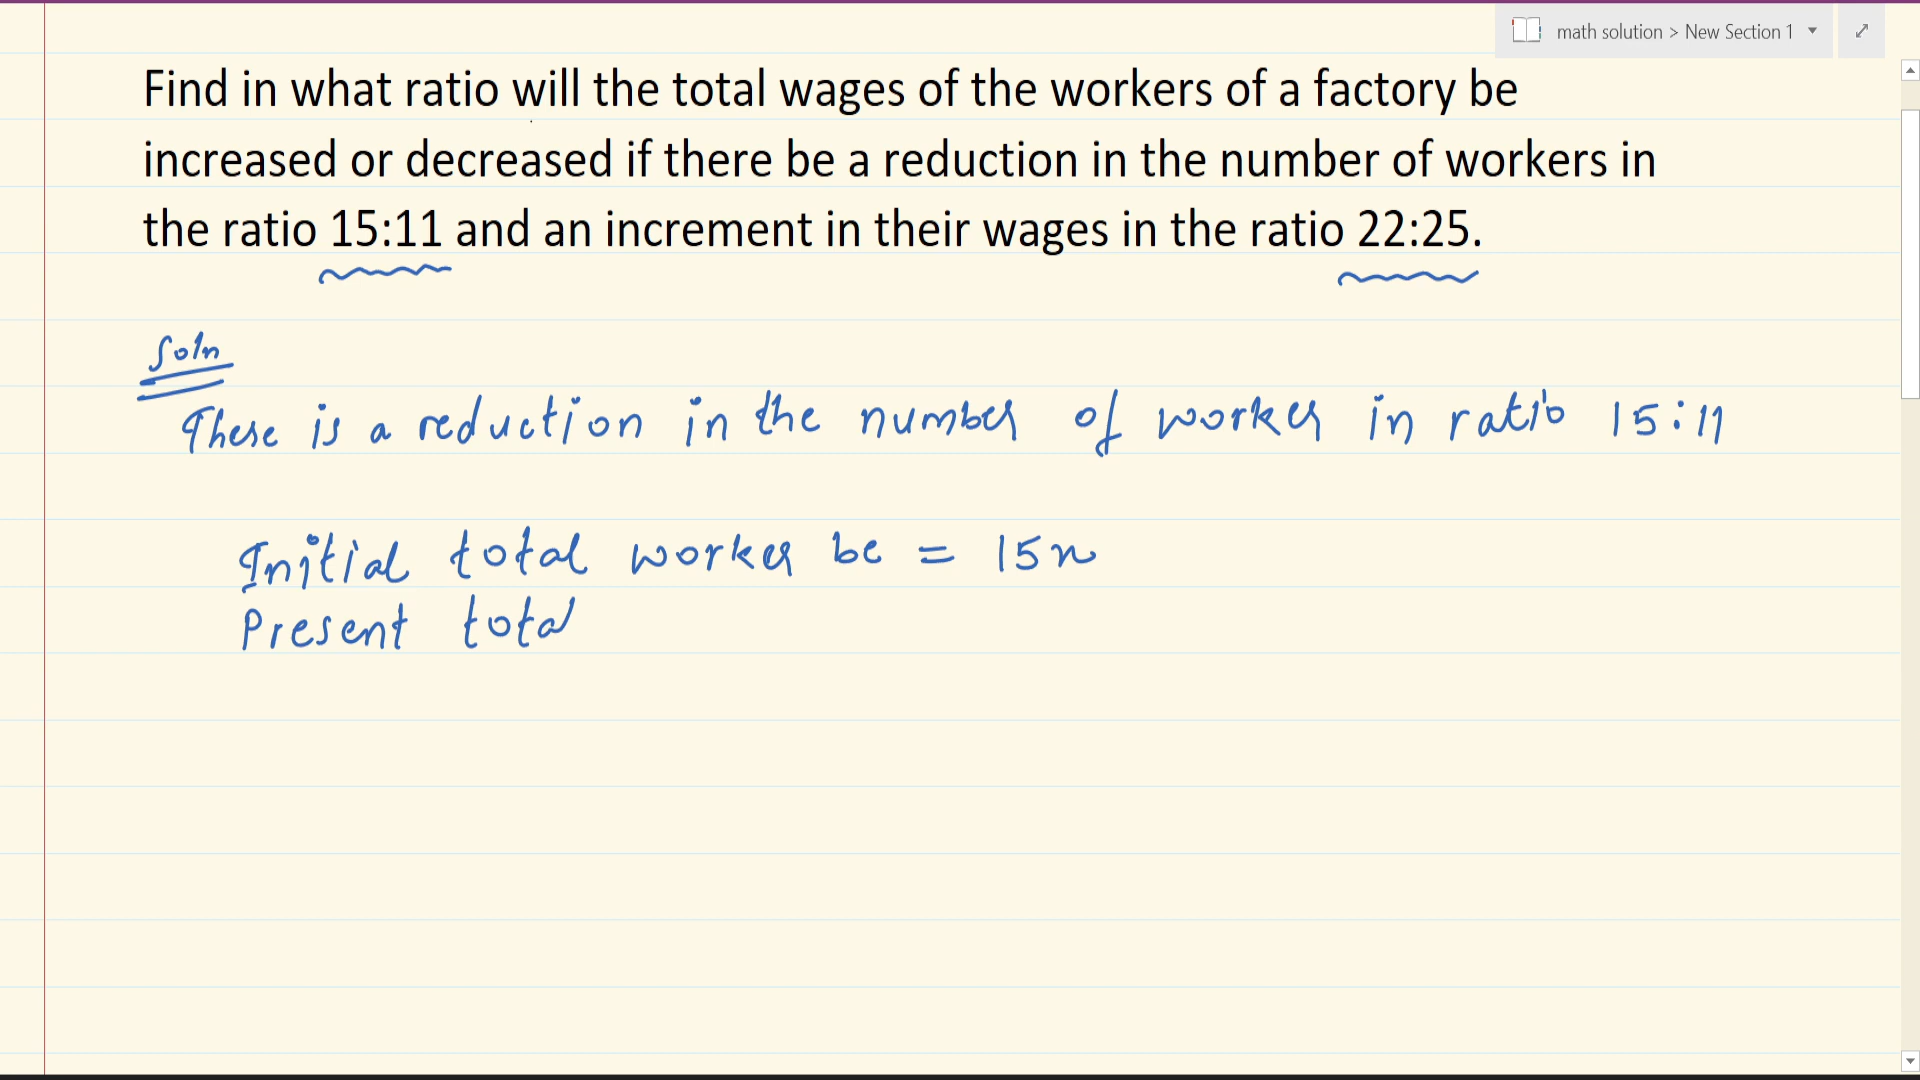 math solution > New Section 1
Find in what ratio will the total wages of the workers of a factory be
increased or decreased if there be a reduction in the number of workers in
the ratio 15:11 and an increment in their wages in the ratio 22:25.
Soln
There is a reduction in the number of worker in ratio 15:11
Initial total worker be = 15x
Present total